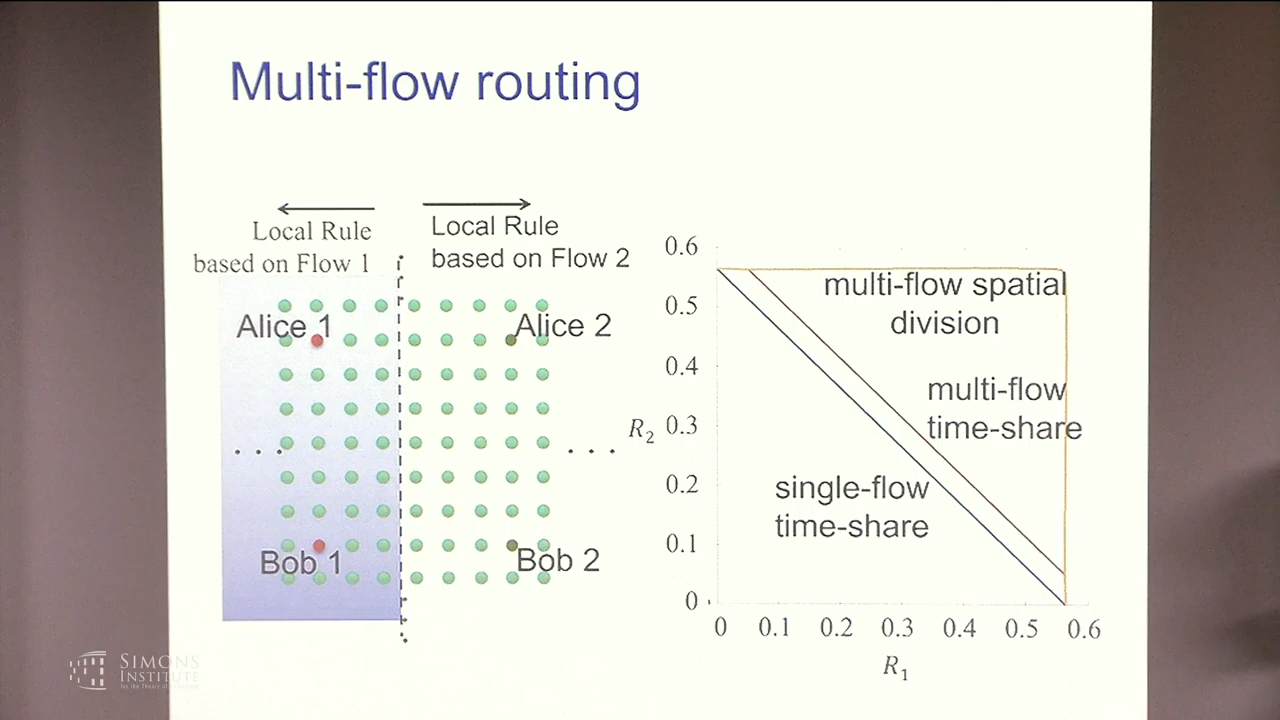 Multi-flow routing
Local Rule
based on Flow 1
Local Rule
based on Flow 2
Alice 1
Alice 2
. . .
. . .
Bob 1
Bob 2
0.6
0.5
0.4
R2 0.3
0.2
0.1
0
multi-flow spatial
division
multi-flow
time-share
single-flow
time-share
0 0.1 0.2 0.3 0.4 0.5 0.6
R1
SIMONS
INSTITUTE